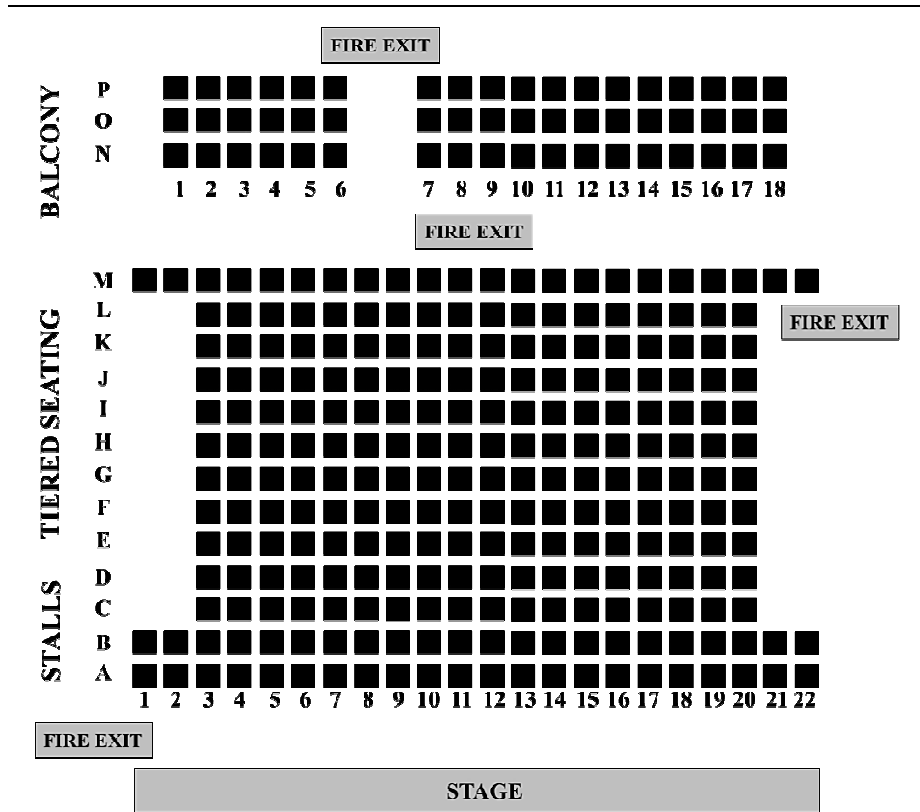 FIRE EXIT
BALCONY
P
O
N
1 2 3 4 5 6 7 8 9 10 11 12 13 14 15 16 17 18
FIRE EXIT
TIERED SEATING
M
L
FIRE EXIT
K
J
I
H
G
F
E
STALLS
D
C
B
A
1 2 3 4 5 6 7 8 9 10 11 12 13 14 15 16 17 18 19 20 21 22
FIRE EXIT
STAGE